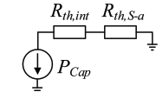 R_{th,int} R_{th,S-a}
P_{Cap}